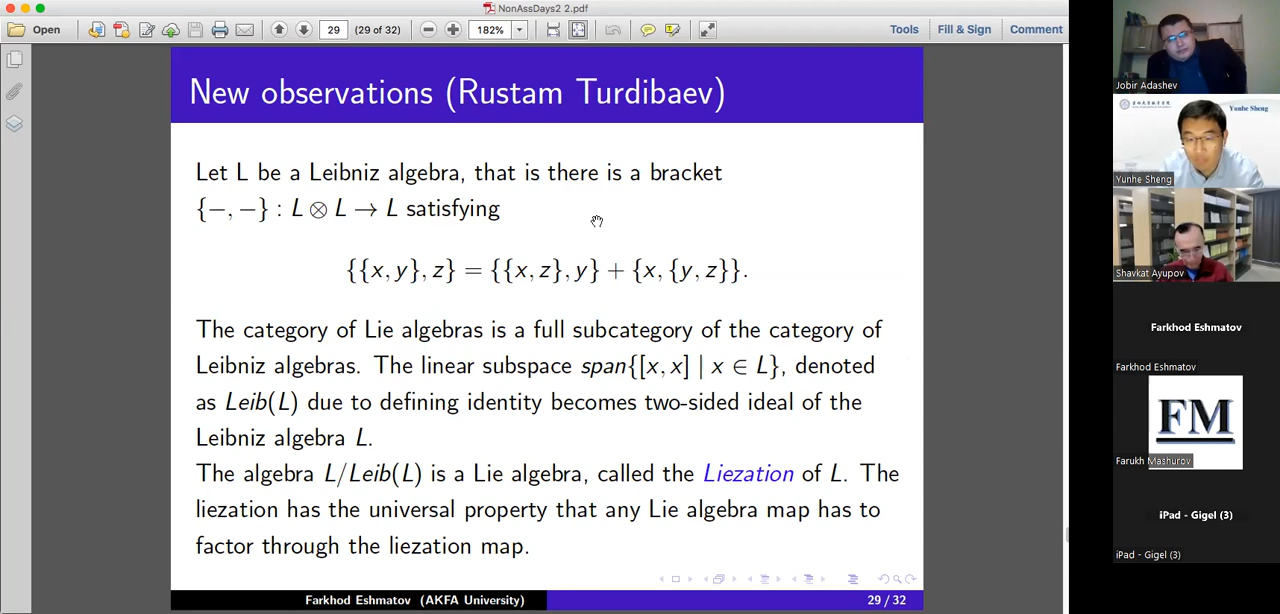 NonAssDays2 2.pdf
Open
29
(29 of 32)
182%
Tools
Fill & Sign
Comment
New observations (Rustam Turdibaev)
Let L be a Leibniz algebra, that is there is a bracket
{−, −} : L ⊗ L → L satisfying
{{x, y}, z} = {{x, z}, y} + {x, {y, z}}.
The category of Lie algebras is a full subcategory of the category of
Leibniz algebras. The linear subspace span{[x, x] | x ∈ L}, denoted
as Leib(L) due to defining identity becomes two-sided ideal of the
Leibniz algebra L.
The algebra L/Leib(L) is a Lie algebra, called the Liezation of L. The
liezation has the universal property that any Lie algebra map has to
factor through the liezation map.
Farkhod Eshmatov (AKFA University)
29 / 32
Jobir Adashev
Yunhe Sheng
Yunhe Sheng
Shavkat Ayupov
Farkhod Eshmatov
Farkhod Eshmatov
FM
Farukh Mashurov
iPad - Gigel (3)
iPad - Gigel (3)